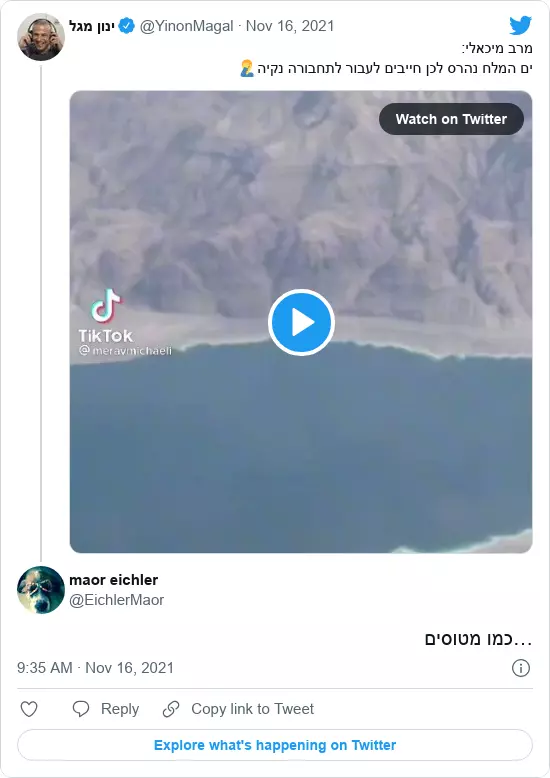 ינון מגל @YinonMagal · Nov 16, 2021
מרב מיכאלי:
ים המלח נהרס לכן חייבים לעבור לתחבורה נקיה🤦‍♂️
Watch on Twitter
TikTok
@meravmichaeli
maor eichler
@EichlerMaor
כמו מטוסים...
9:35 AM · Nov 16, 2021
Reply
Copy link to Tweet
Explore what's happening on Twitter